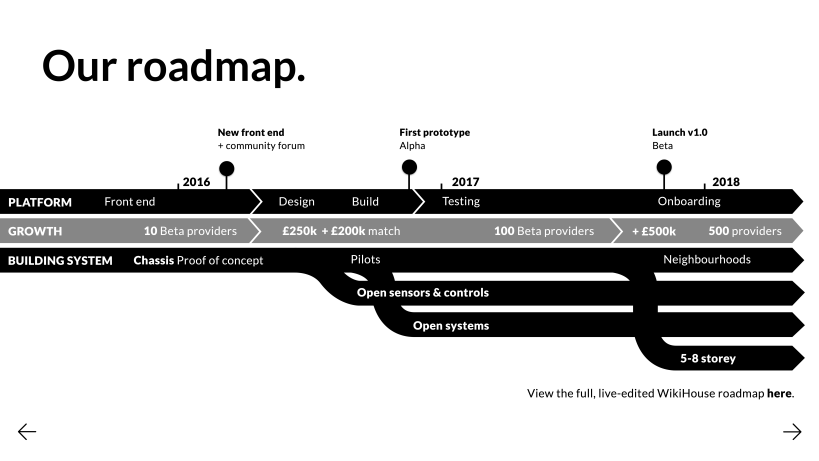 Our roadmap.
New front end
+ community forum
First prototype
Alpha
Launch v1.0
Beta
2016
2017
2018
PLATFORM Front end Design Build Testing Onboarding
GROWTH 10 Beta providers £250k + £200k match 100 Beta providers + £500k 500 providers
BUILDING SYSTEM Chassis Proof of concept Pilots Neighbourhoods
Open sensors & controls
Open systems
5-8 storey
View the full, live-edited WikiHouse roadmap here.